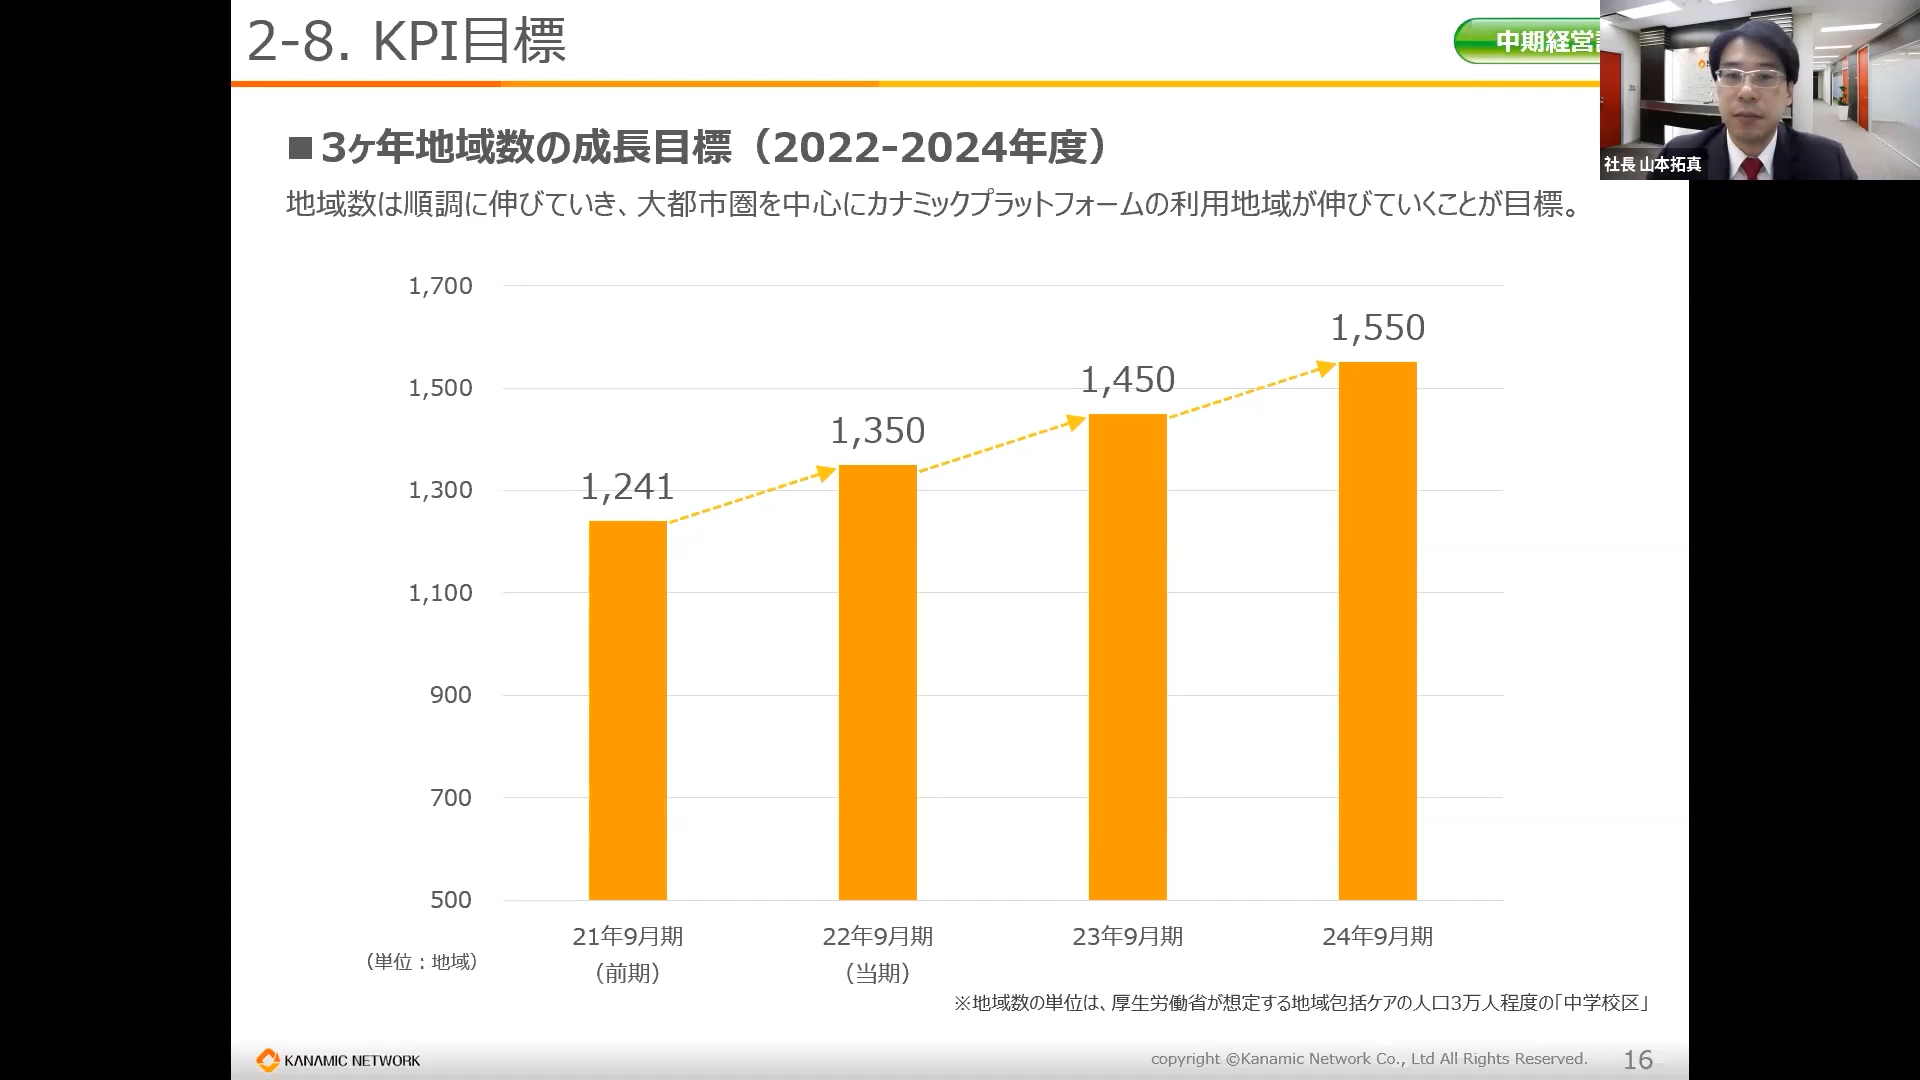 2-8. KPI目標
中期経営
社長 山本拓真
■3ヶ年地域数の成長目標（2022-2024年度）
地域数は順調に伸びていき、大都市圏を中心にカナミックプラットフォームの利用地域が伸びていくことが目標。
1,700
1,500
1,300
1,100
900
700
500
1,241
1,350
1,450
1,550
21年9月期
（前期）
22年9月期
（当期）
23年9月期
24年9月期
（単位：地域）
※地域数の単位は、厚生労働省が想定する地域包括ケアの人口3万人程度の「中学校区」
KANAMIC NETWORK
copyright ©Kanamic Network Co., Ltd All Rights Reserved.
16